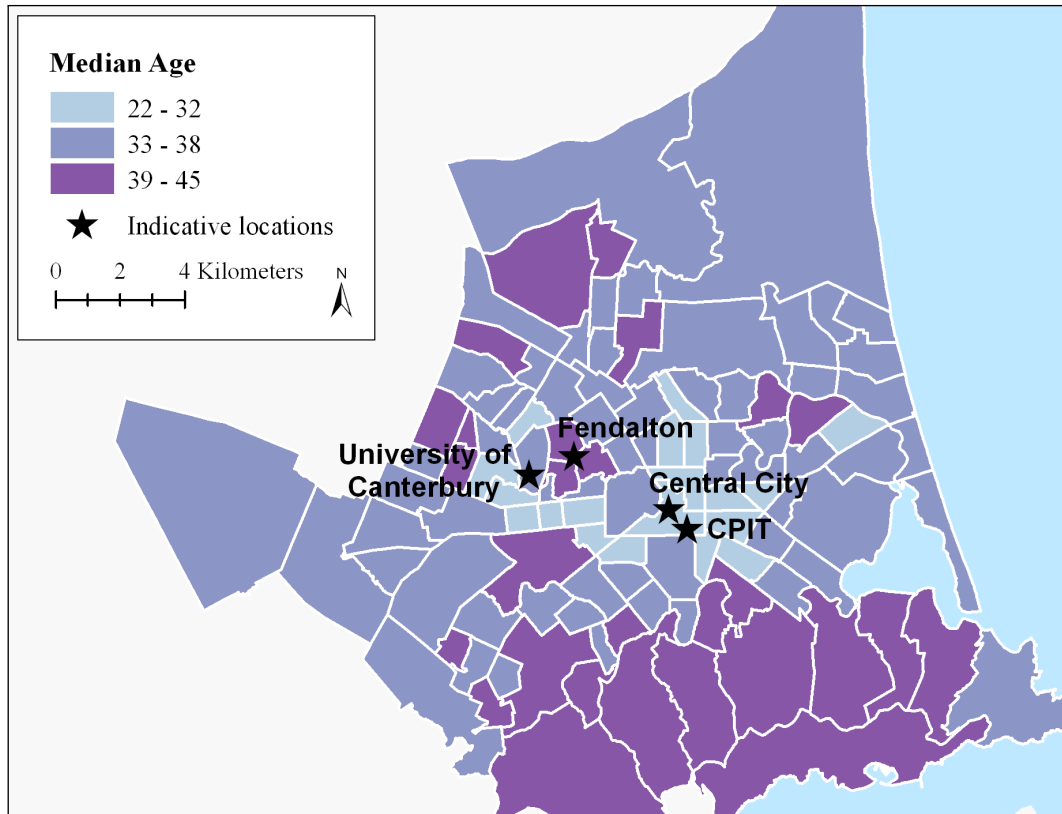 Median Age
22 - 32
33 - 38
39 - 45
Indicative locations
0 2 4 Kilometers
N
Fendalton
University of
Canterbury
Central City
CPIT